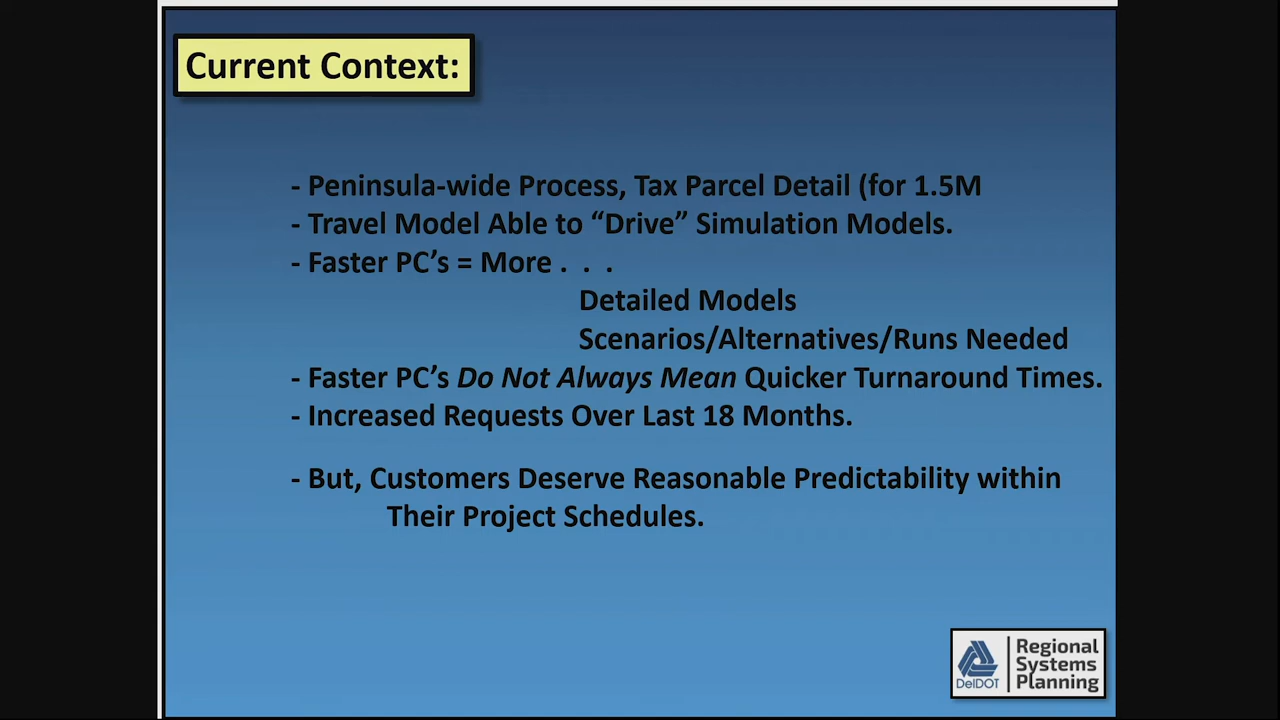 Current Context:
- Peninsula-wide Process, Tax Parcel Detail (for 1.5M
- Travel Model Able to “Drive” Simulation Models.
- Faster PC’s = More . . .
Detailed Models
Scenarios/Alternatives/Runs Needed
- Faster PC’s Do Not Always Mean Quicker Turnaround Times.
- Increased Requests Over Last 18 Months.
- But, Customers Deserve Reasonable Predictability within
Their Project Schedules.
DelDOT
Regional
Systems
Planning